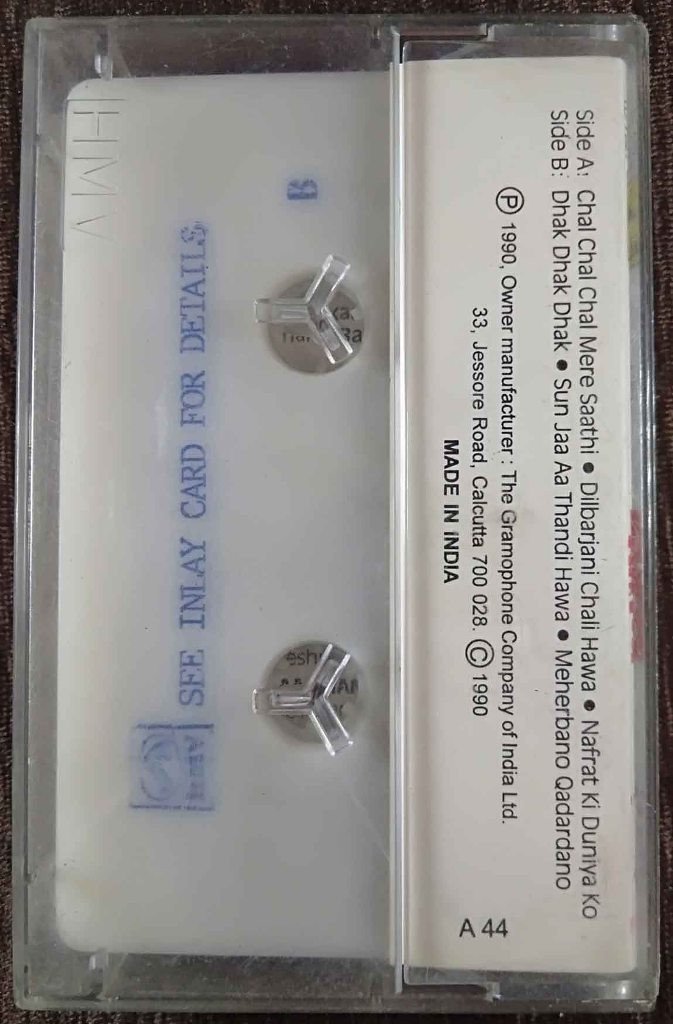 Side A: Chal Chal Chal Mere Saathi ● Dilbarjani Chali Hawa ● Nafrat Ki Duniya Ko
Side B: Dhak Dhak Dhak ● Sun Jaa Aa Thandi Hawa ● Meherbano Qadardano
Ⓟ 1990, Owner manufacturer : The Gramophone Company of India Ltd.
33, Jessore Road, Calcutta 700 028. Ⓒ 1990
MADE IN INDIA
A 44
B
SEE INLAY CARD FOR DETAILS
HMV
HMV